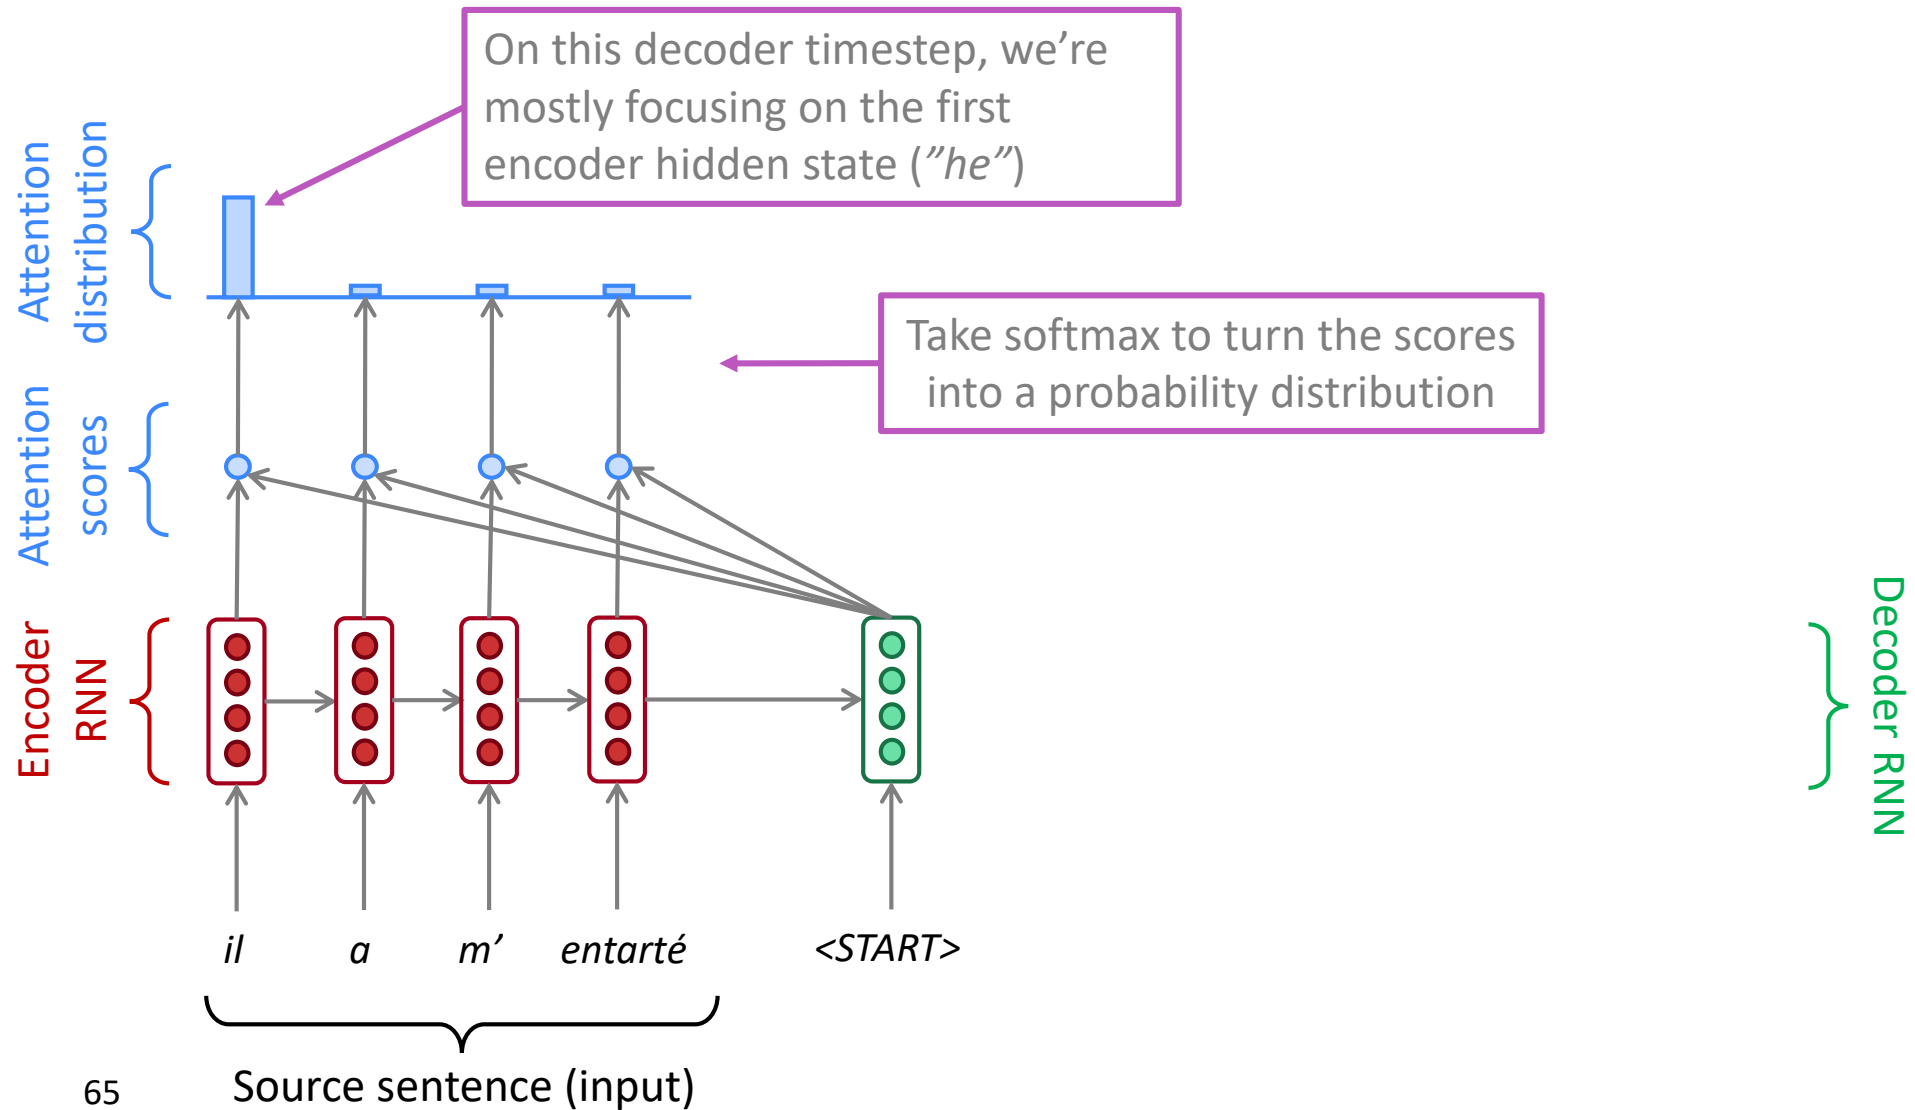 On this decoder timestep, we’re
mostly focusing on the first
encoder hidden state (”he”)
Attention
distribution
Take softmax to turn the scores
into a probability distribution
Attention
scores
Encoder
RNN
Decoder RNN
il a m’ entarté <START>
Source sentence (input)
65